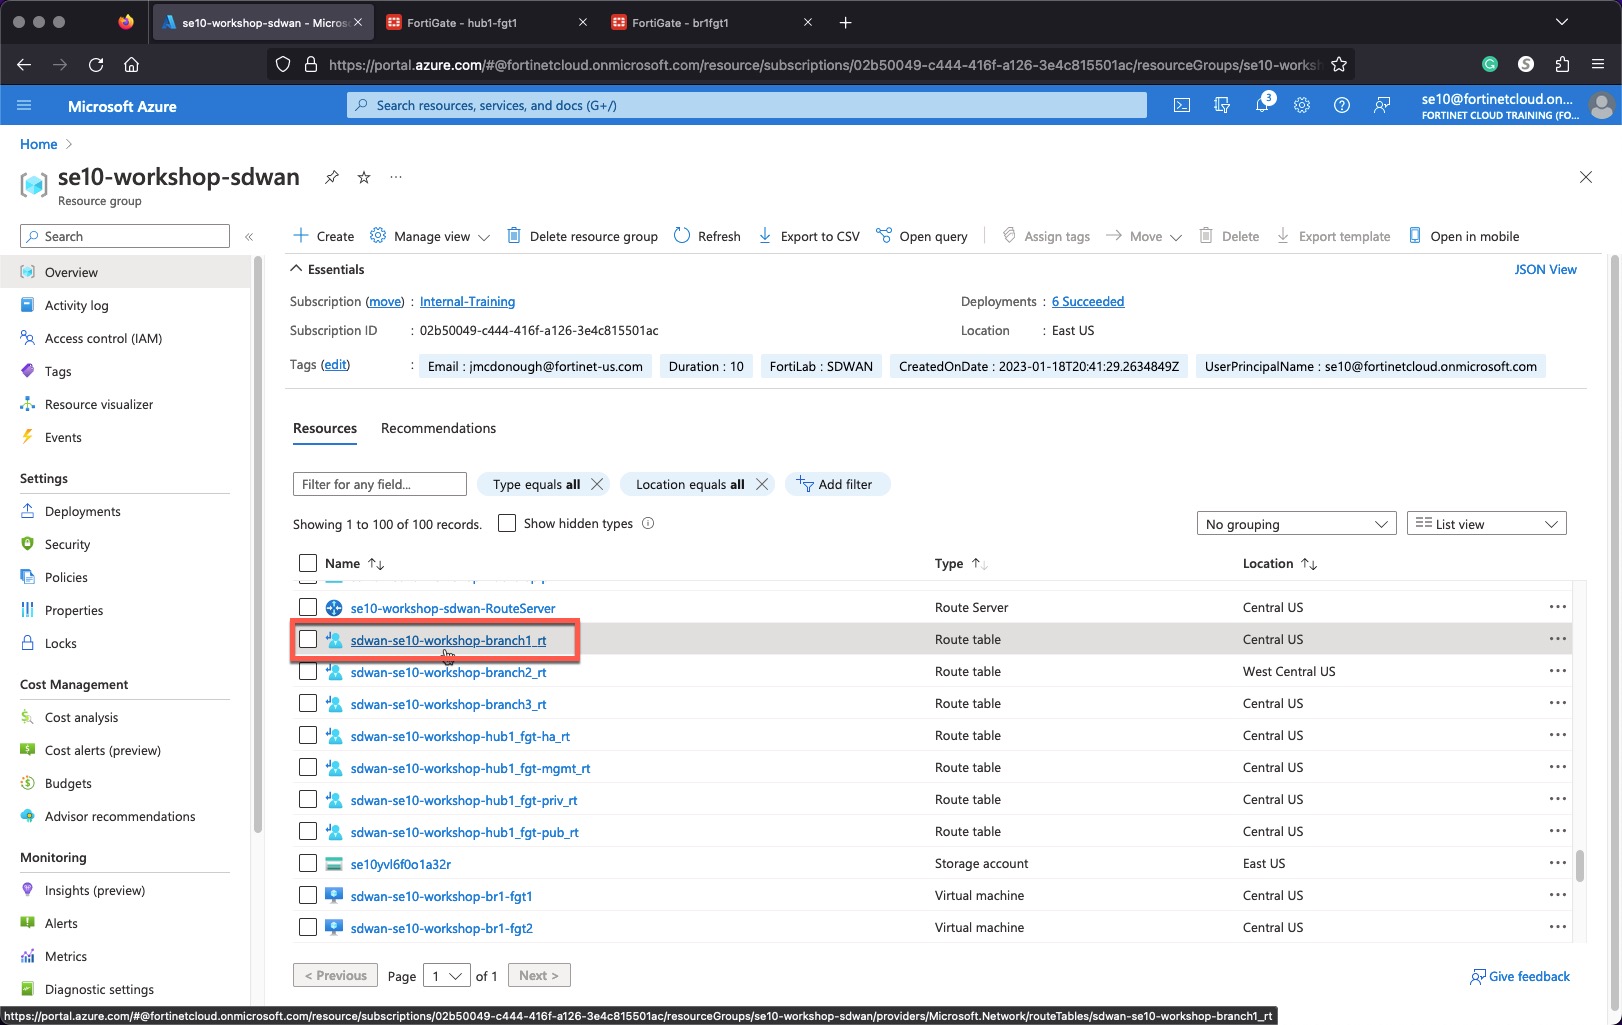 se10-workshop-sdwan - Micros
FortiGate - hub1-fgt1
FortiGate - br1fgt1
https://portal.azure.com/#@fortinetcloud.onmicrosoft.com/resource/subscriptions/02b50049-c444-416f-a126-3e4c815501ac/resourceGroups/se10-worksh
Microsoft Azure
Search resources, services, and docs (G+/)
3
se10@fortinetcloud.on...
FORTINET CLOUD TRAINING (FO...
Home >
se10-workshop-sdwan
Resource group
Search
Overview
Activity log
Access control (IAM)
Tags
Resource visualizer
Events
Settings
Deployments
Security
Policies
Properties
Locks
Cost Management
Cost analysis
Cost alerts (preview)
Budgets
Advisor recommendations
Monitoring
Insights (preview)
Alerts
Metrics
Diagnostic settings
Create Manage view Delete resource group Refresh Export to CSV Open query Assign tags Move Delete Export template Open in mobile
Essentials JSON View
Subscription (move) : Internal-Training
Deployments : 6 Succeeded
Subscription ID : 02b50049-c444-416f-a126-3e4c815501ac
Location : East US
Tags (edit) : Email : jmcdonough@fortinet-us.com Duration : 10 FortiLab : SDWAN CreatedOnDate : 2023-01-18T20:41:29.2634849Z UserPrincipalName : se10@fortinetcloud.onmicrosoft.com
Resources Recommendations
Filter for any field... Type equals all Location equals all Add filter
Showing 1 to 100 of 100 records. Show hidden types No grouping List view
Name Type Location
se10-workshop-sdwan-RouteServer Route Server Central US
sdwan-se10-workshop-branch1_rt Route table Central US
sdwan-se10-workshop-branch2_rt Route table West Central US
sdwan-se10-workshop-branch3_rt Route table Central US
sdwan-se10-workshop-hub1_fgt-ha_rt Route table Central US
sdwan-se10-workshop-hub1_fgt-mgmt_rt Route table Central US
sdwan-se10-workshop-hub1_fgt-priv_rt Route table Central US
sdwan-se10-workshop-hub1_fgt-pub_rt Route table Central US
se10yvl6f0o1a32r Storage account East US
sdwan-se10-workshop-br1-fgt1 Virtual machine Central US
sdwan-se10-workshop-br1-fgt2 Virtual machine Central US
< Previous Page 1 of 1 Next >
Give feedback
https://portal.azure.com/#@fortinetcloud.onmicrosoft.com/resource/subscriptions/02b50049-c444-416f-a126-3e4c815501ac/resourceGroups/se10-workshop-sdwan/providers/Microsoft.Network/routeTables/sdwan-se10-workshop-branch1_rt